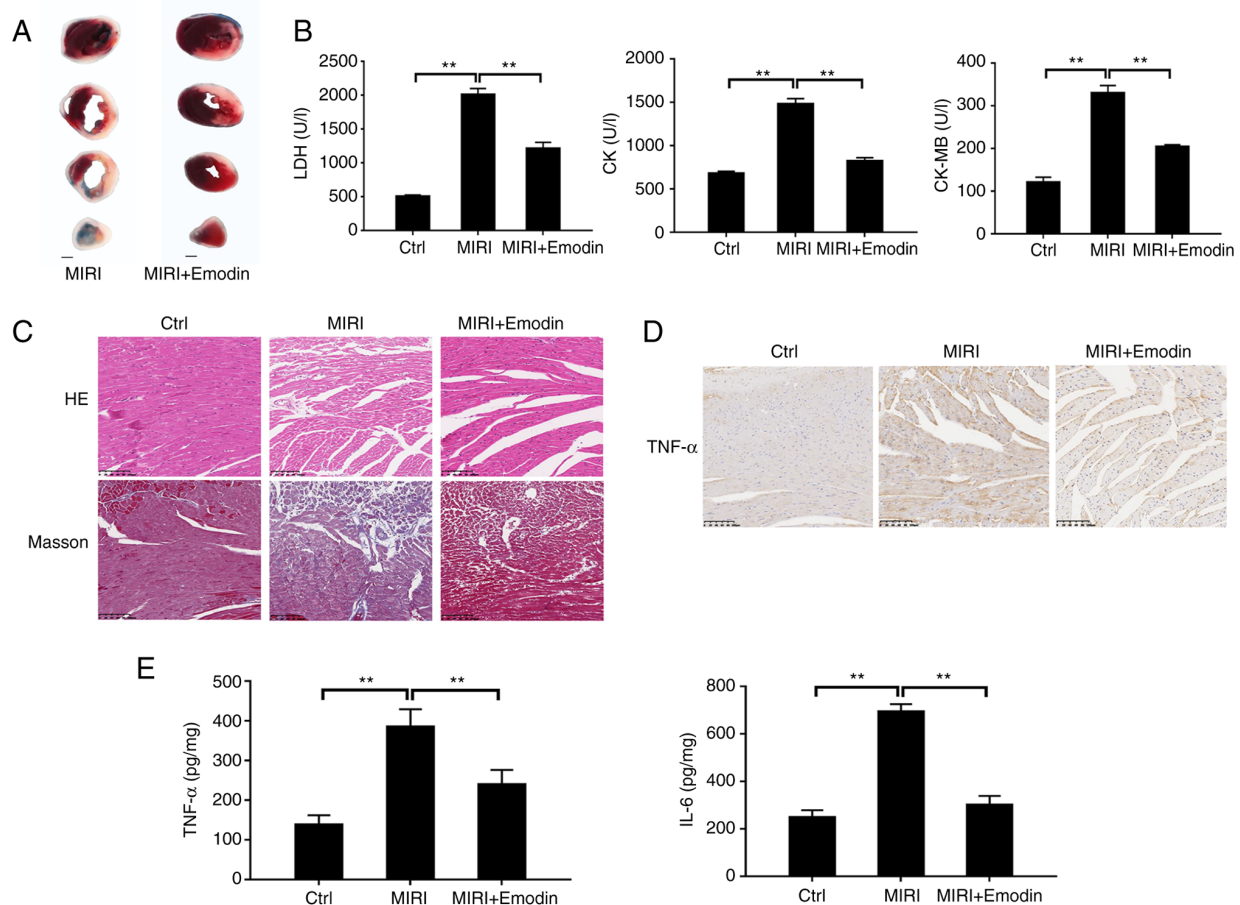 A
MIRI
MIRI+Emodin
B
LDH (U/l)
2500
2000
1500
1000
500
0
**
**
Ctrl
MIRI
MIRI+Emodin
CK (U/l)
2000
1500
1000
500
0
**
**
Ctrl
MIRI
MIRI+Emodin
CK-MB (U/l)
400
300
200
100
0
**
**
Ctrl
MIRI
MIRI+Emodin
C
Ctrl
MIRI
MIRI+Emodin
HE
Masson
D
Ctrl
MIRI
MIRI+Emodin
TNF-α
E
TNF-α (pg/mg)
500
400
300
200
100
0
**
**
Ctrl
MIRI
MIRI+Emodin
IL-6 (pg/mg)
800
600
400
200
0
**
**
Ctrl
MIRI
MIRI+Emodin